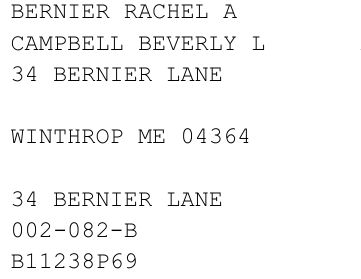 BERNIER RACHEL A
CAMPBELL BEVERLY L
34 BERNIER LANE
WINTHROP ME 04364
34 BERNIER LANE
002-082-B
B11238P69